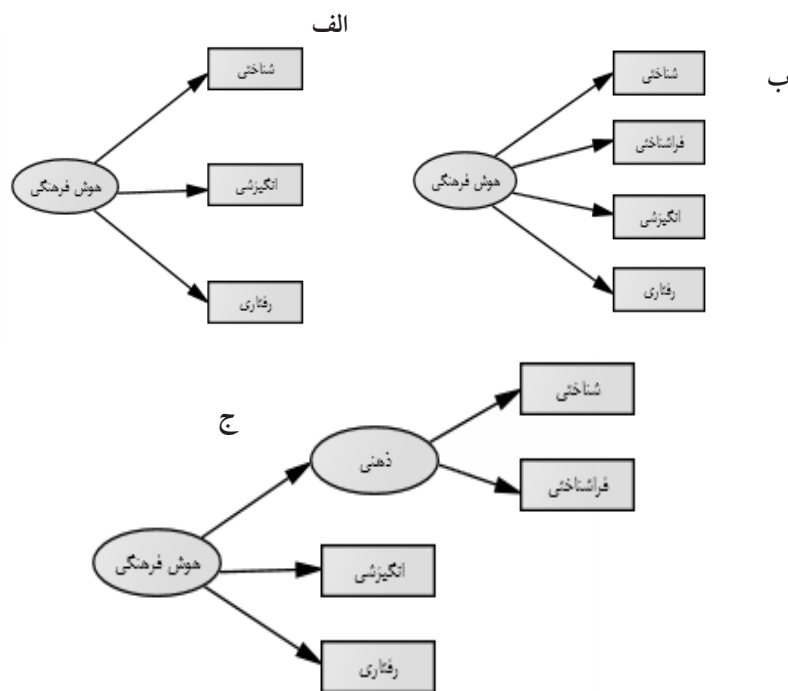 الف
شناختی
انگیزشی
رفتاری
هوش فرهنگی
ب
شناختی
فراشناختی
انگیزشی
رفتاری
هوش فرهنگی
ج
شناختی
فراشناختی
ذهنی
هوش فرهنگی
انگیزشی
رفتاری